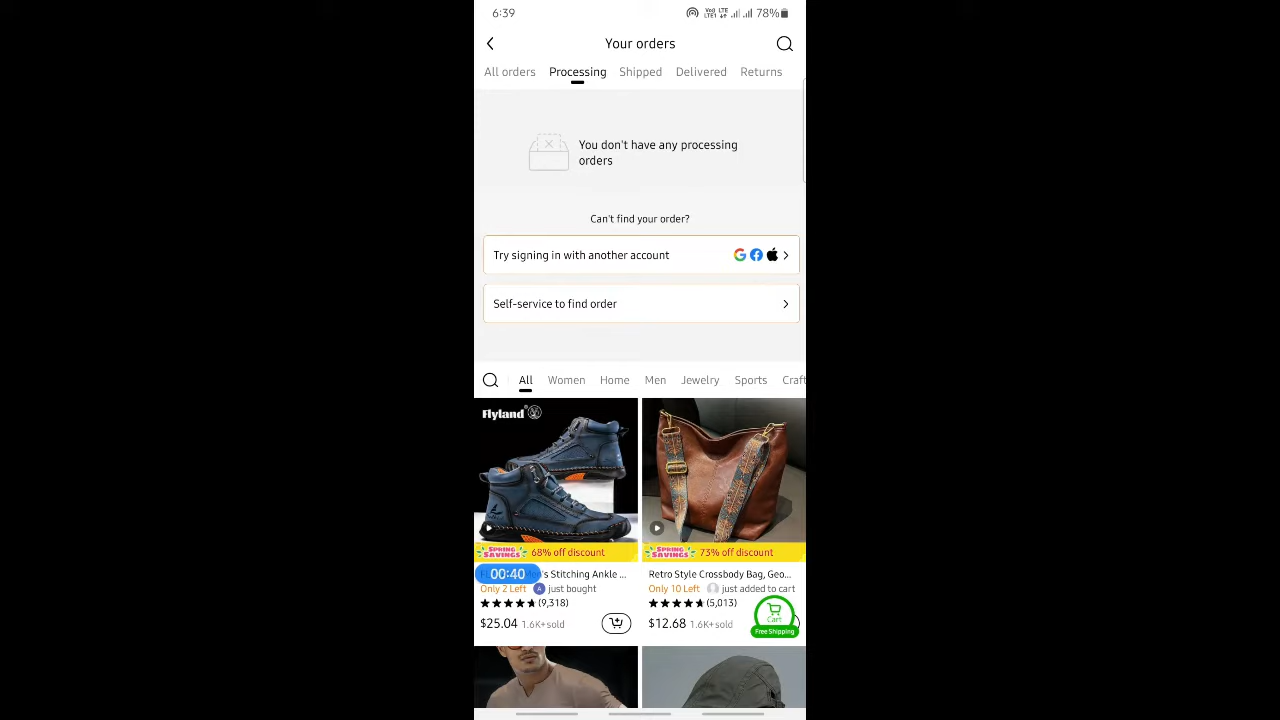 6:39
Vo) LTE
LTE1
78%
Your orders
All orders Processing Shipped Delivered Returns
You don't have any processing
orders
Can't find your order?
Try signing in with another account
Self-service to find order
All Women Home Men Jewelry Sports Craft
Flyland
SPRING SAVINGS 68% off discount
SPRING SAVINGS 73% off discount
00:40
's Stitching Ankle ...
Retro Style Crossbody Bag, Geo...
Only 2 Left A just bought
Only 10 Left just added to cart
(9,318)
(5,013)
Cart
Free Shipping
$25.04 1.6K+sold
$12.68 1.6K+sold